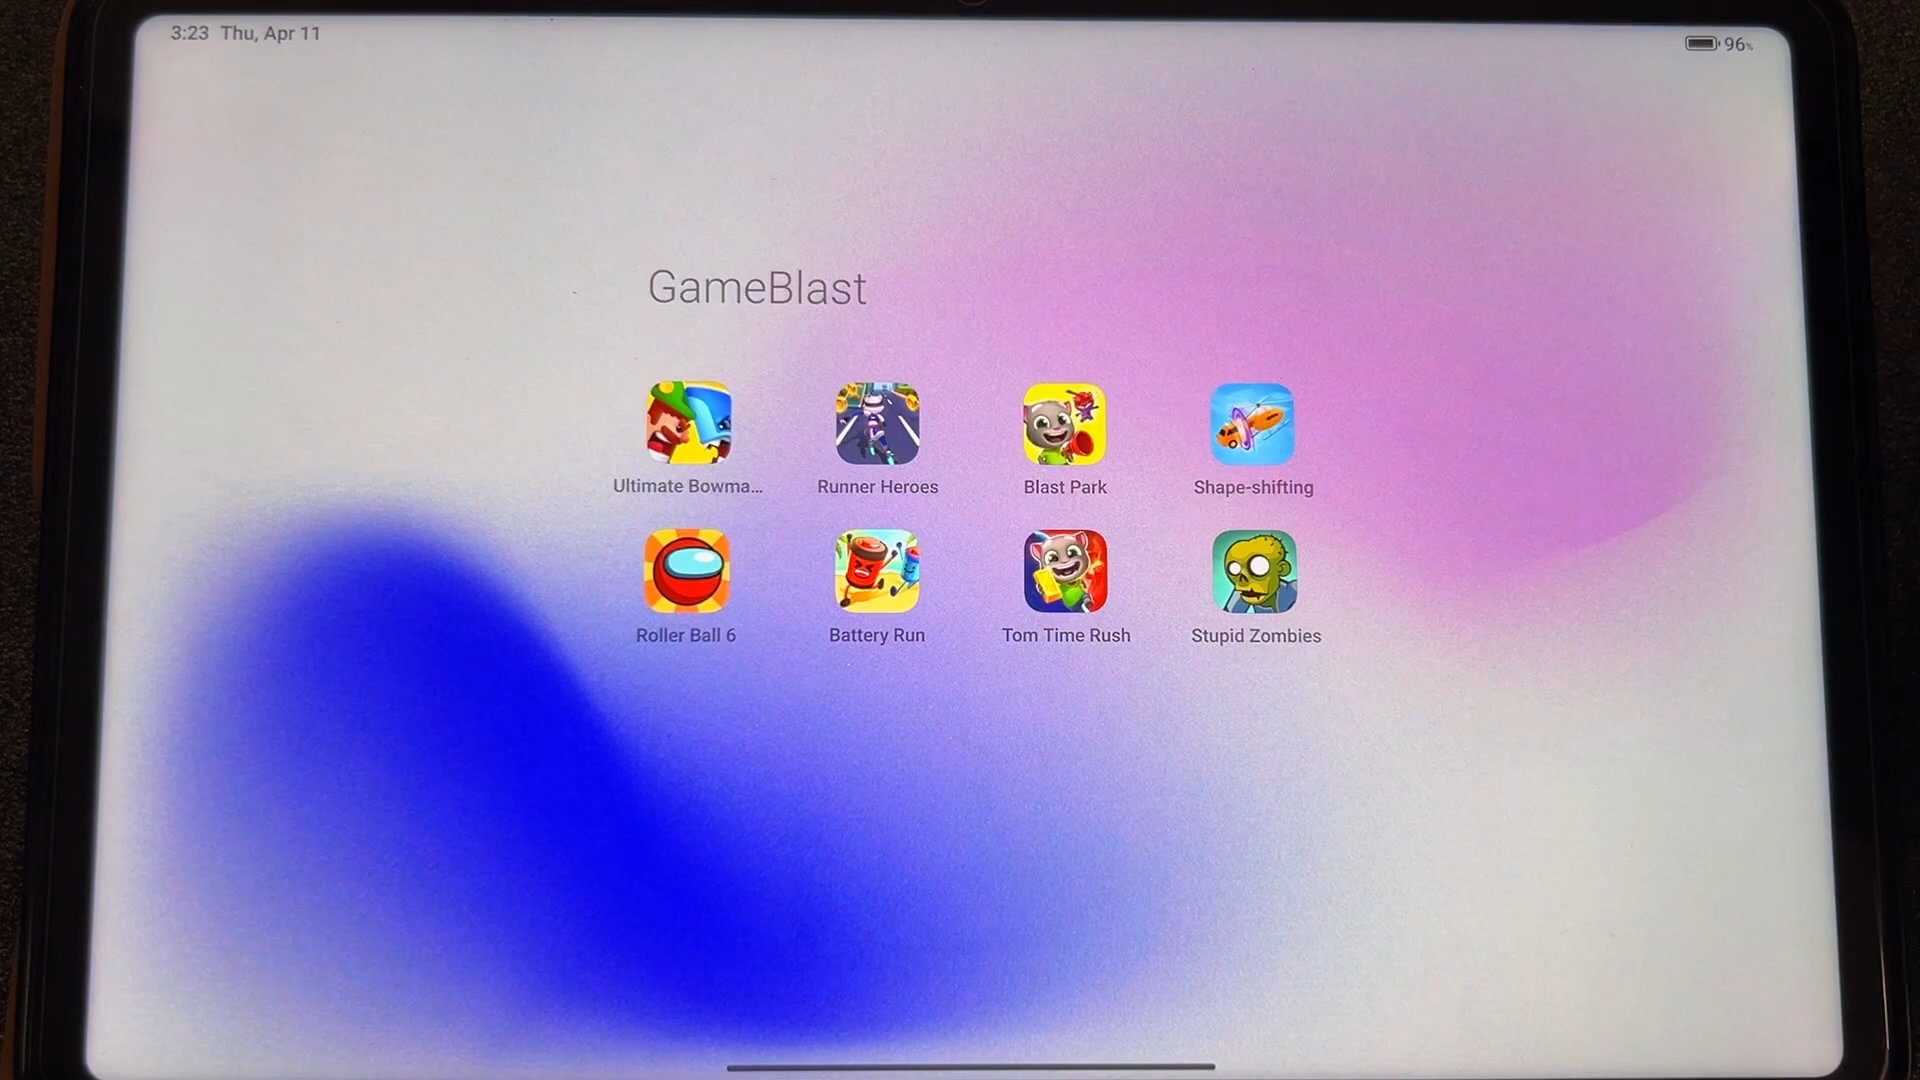 3:23 Thu, Apr 11
96%
GameBlast
Ultimate Bowma...
Runner Heroes
Blast Park
Shape-shifting
Roller Ball 6
Battery Run
Tom Time Rush
Stupid Zombies